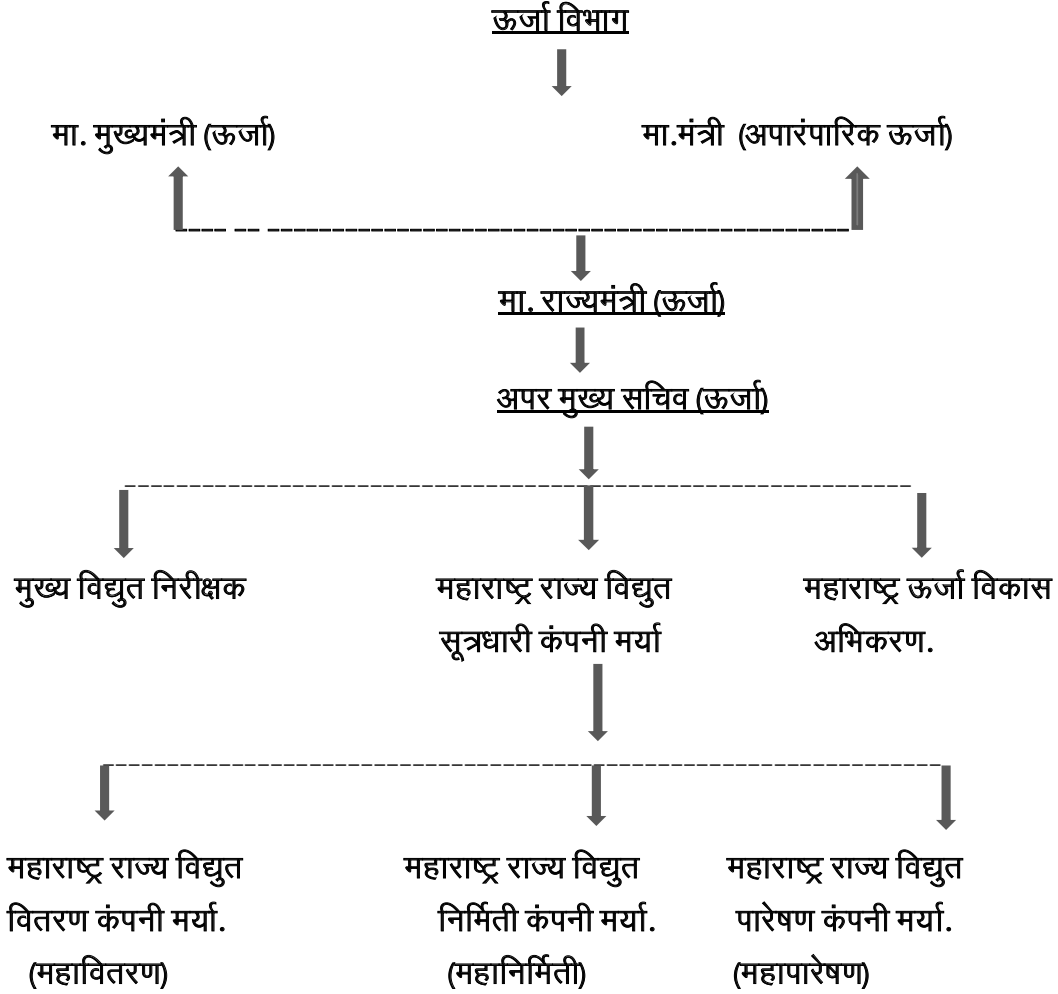 ऊर्जा विभाग
मा. मुख्यमंत्री (ऊर्जा)
मा.मंत्री (अपारंपारिक ऊर्जा)
मा. राज्यमंत्री (ऊर्जा)
अपर मुख्य सचिव (ऊर्जा)
मुख्य विद्युत निरीक्षक
महाराष्ट्र राज्य विद्युत
सूत्रधारी कंपनी मर्या
महाराष्ट्र ऊर्जा विकास
अभिकरण.
महाराष्ट्र राज्य विद्युत
वितरण कंपनी मर्या.
(महावितरण)
महाराष्ट्र राज्य विद्युत
निर्मिती कंपनी मर्या.
(महानिर्मिती)
महाराष्ट्र राज्य विद्युत
पारेषण कंपनी मर्या.
(महापारेषण)